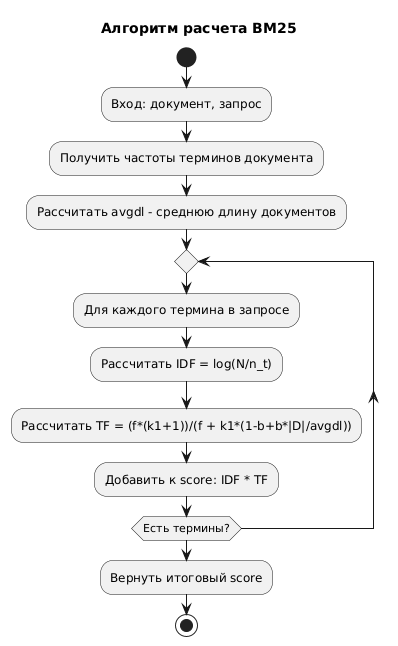 Алгоритм расчета BM25
Вход: документ, запрос
Получить частоты терминов документа
Рассчитать avgdl - среднюю длину документов
Для каждого термина в запросе
Рассчитать IDF = log(N/n_t)
Рассчитать TF = (f*(k1+1))/(f + k1*(1-b+b*|D|/avgdl))
Добавить к score: IDF * TF
Есть термины?
Вернуть итоговый score